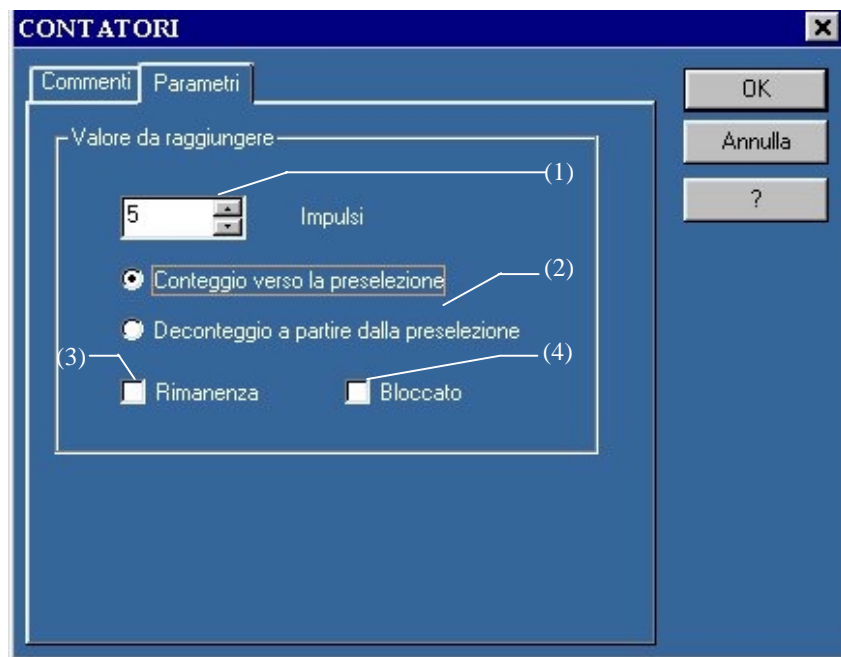 CONTATORI
Commenti
Parametri
OK
Annulla
?
Valore da raggiungere
(1)
5
Impulsi
Conteggio verso la preselezione
(2)
Deconteggio a partire dalla preselezione
(3)
(4)
Rimanenza
Bloccato